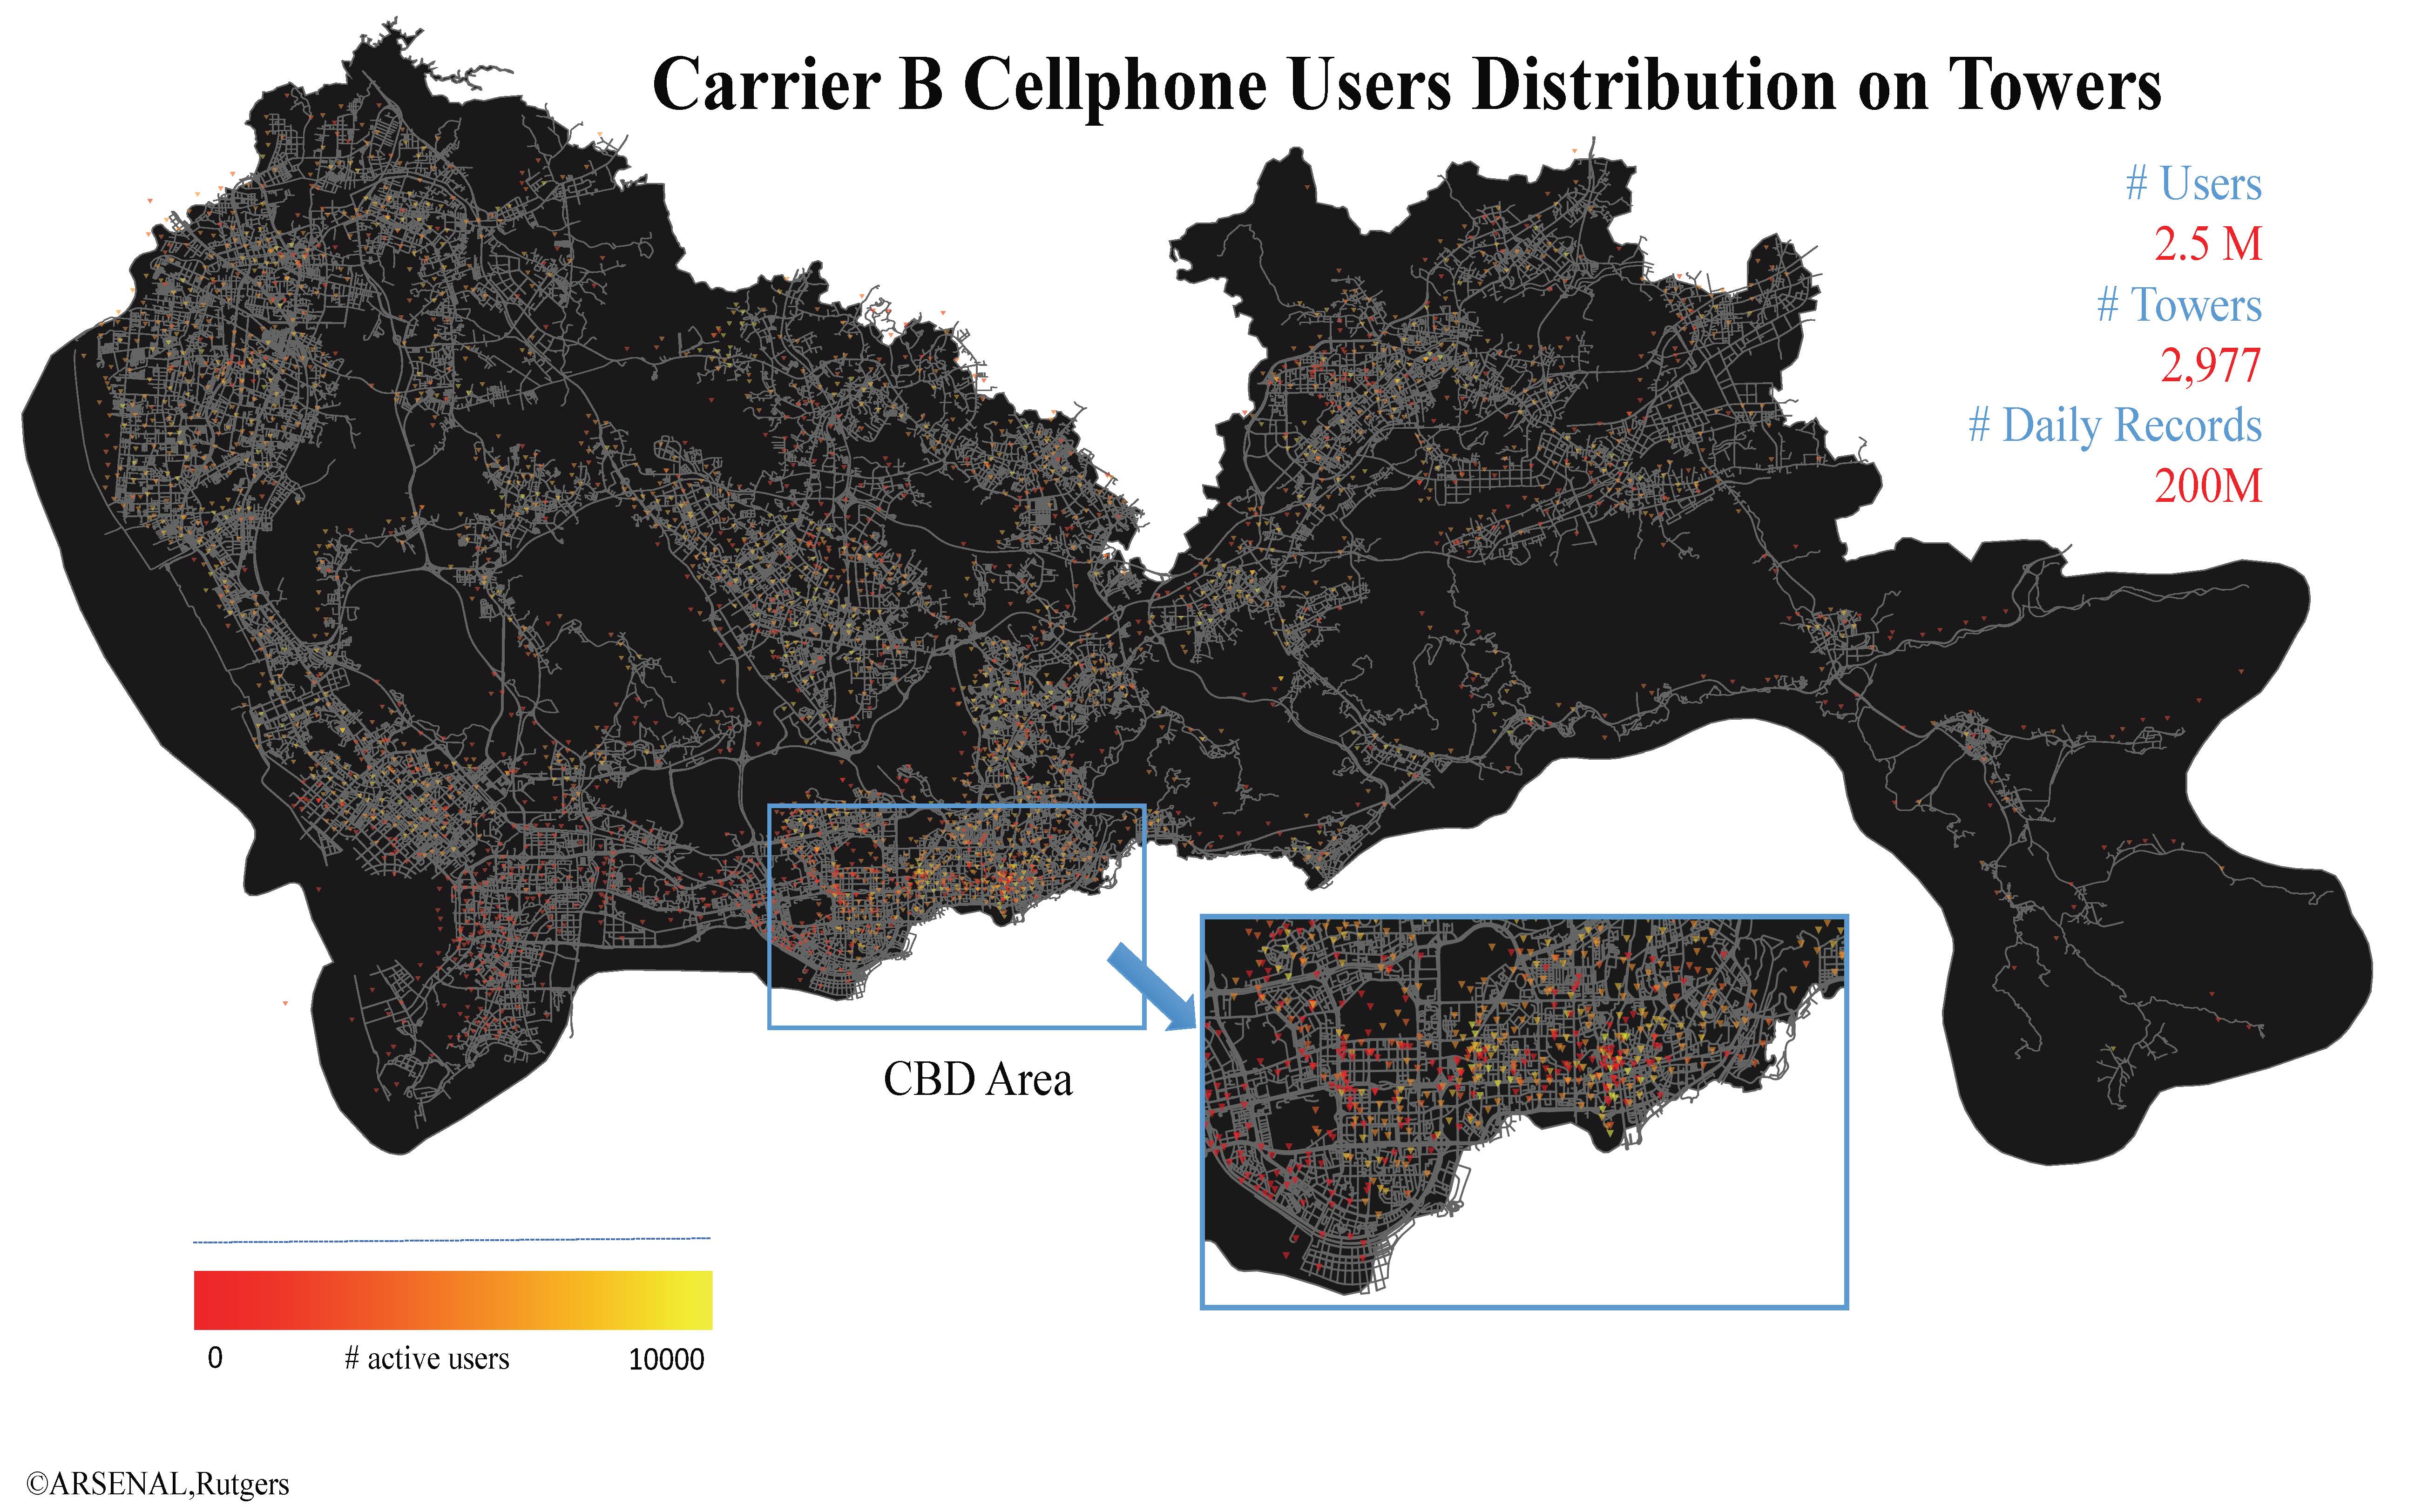 Carrier B Cellphone Users Distribution on Towers
# Users
2.5 M
# Towers
2,977
# Daily Records
200M
CBD Area
0 # active users 10000
©ARSENAL,Rutgers